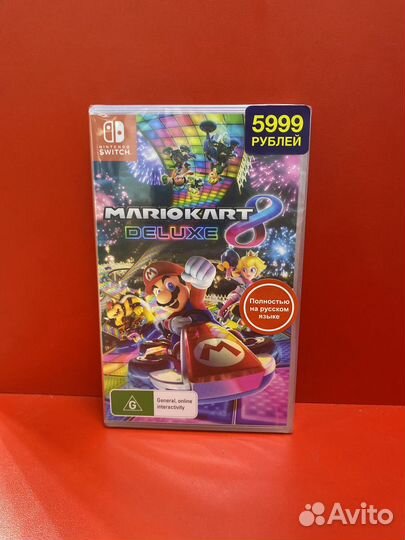 5999
РУБЛЕЙ
NINTENDO
SWITCH
MARIOKART 8
DELUXE
Полностью
на русском
языке
M
G
General, online
interactivity
Avito